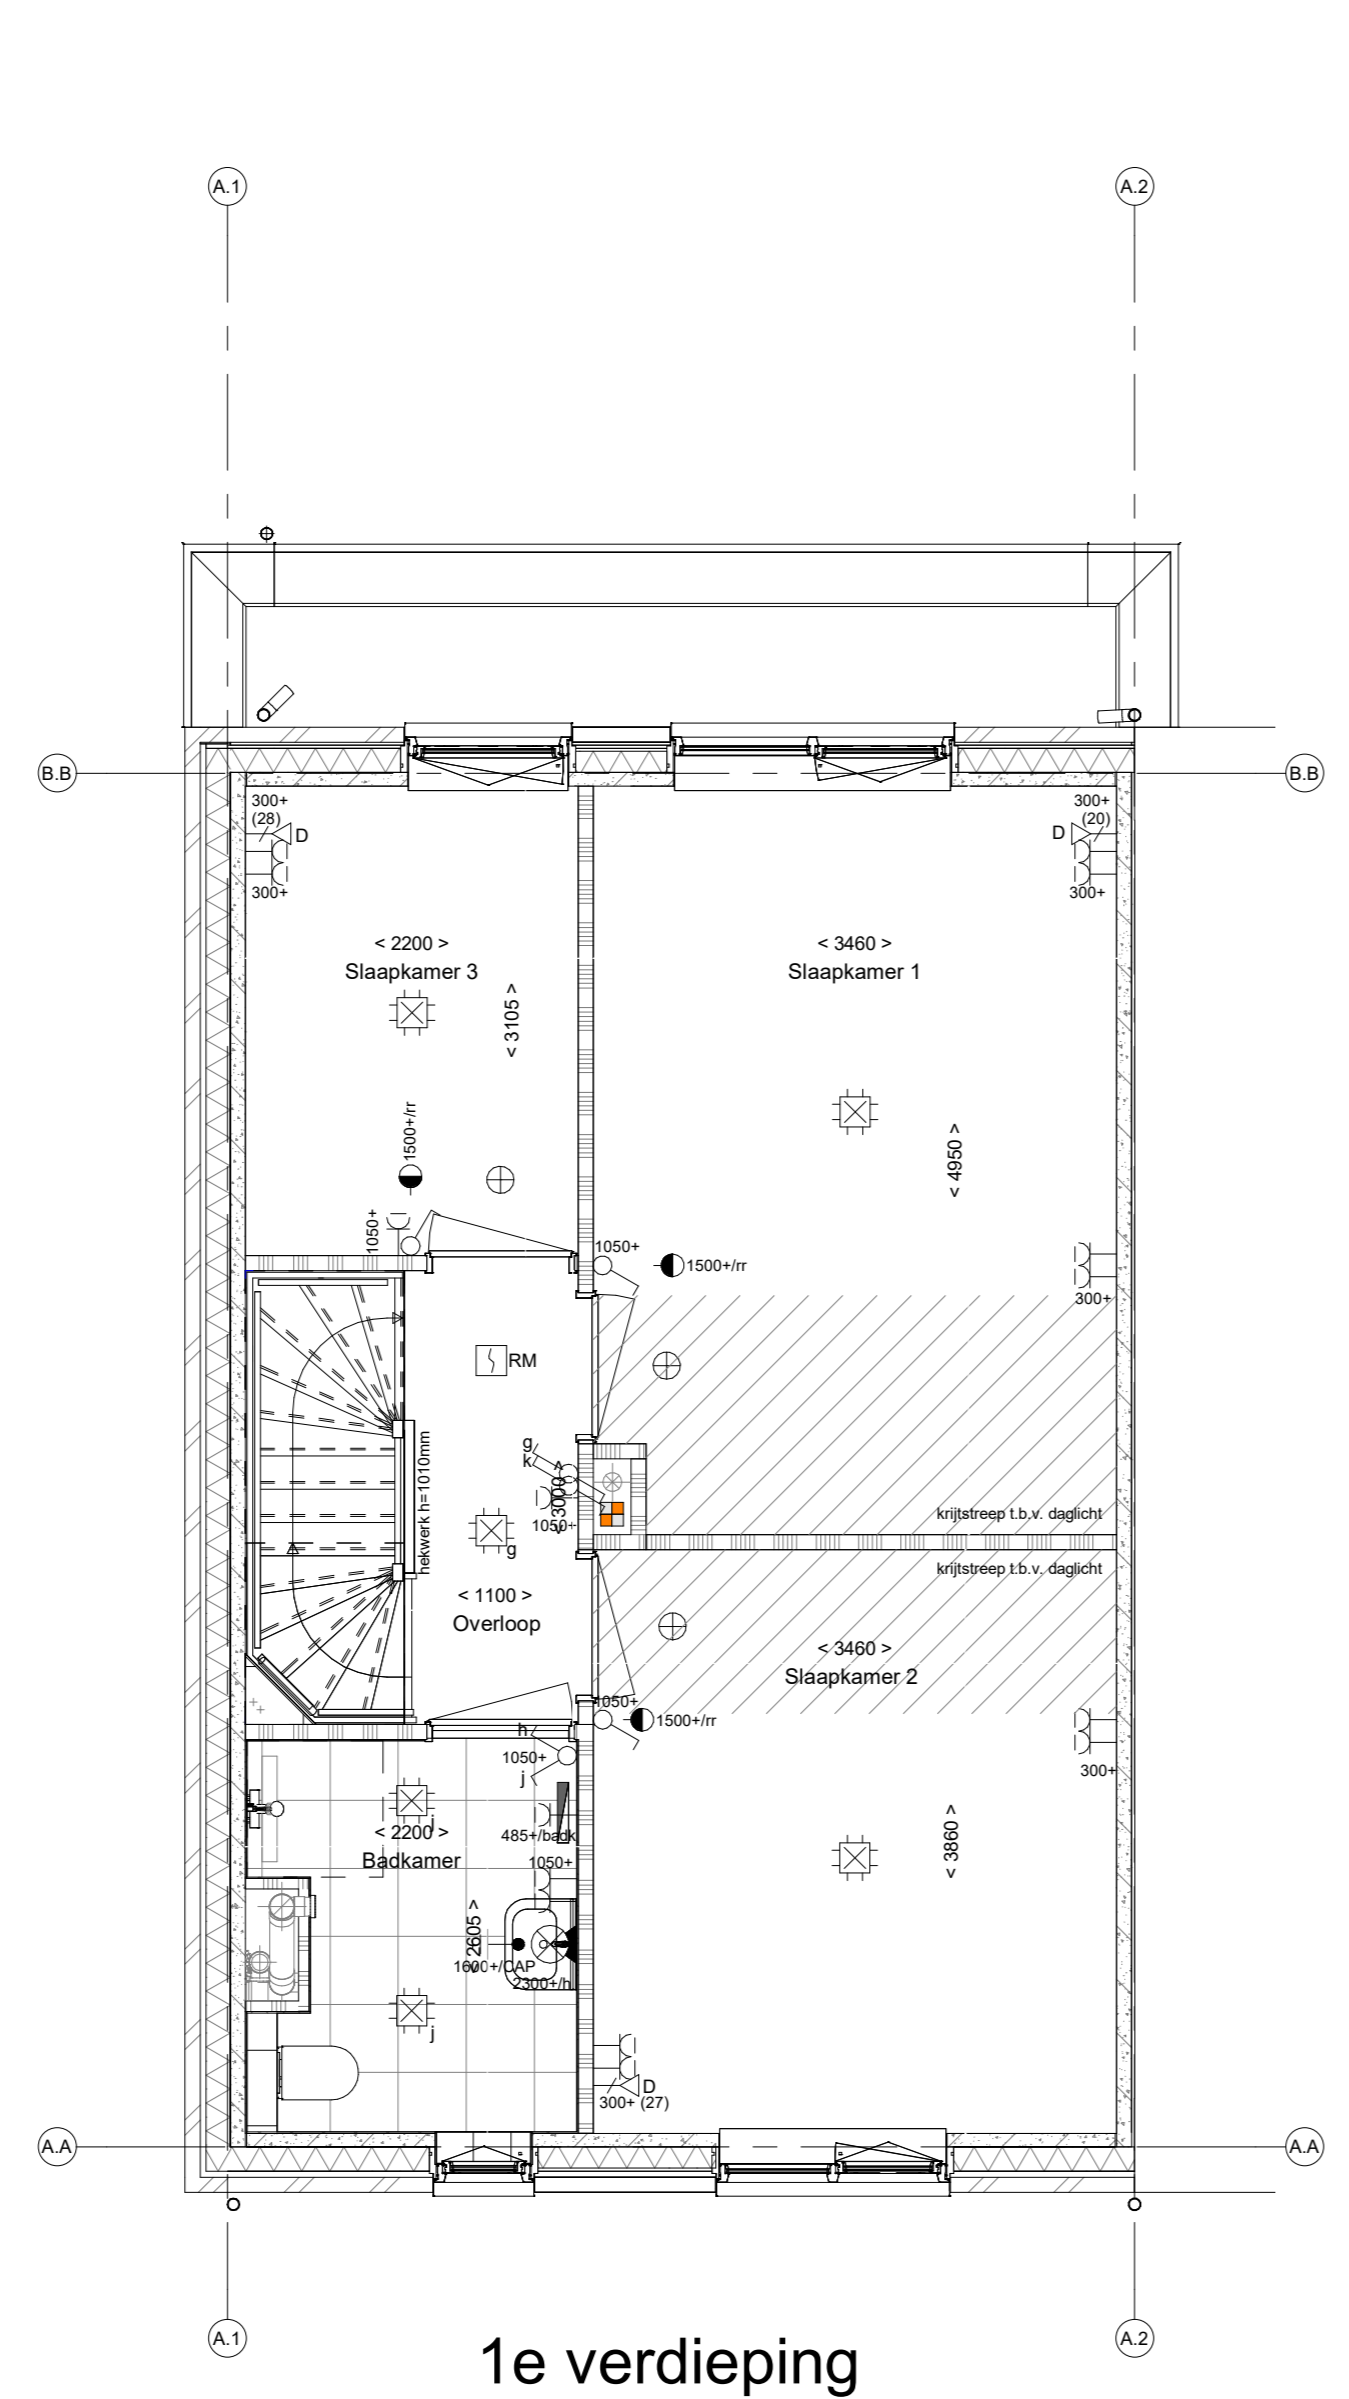 A.1
A.2
B.B
B.B
300+
(28)
D
300+
300+
(20)
D
300+
< 2200 >
Slaapkamer 3
< 3105 >
< 3460 >
Slaapkamer 1
< 4950 >
1500+/rr
1050+
1050+
1500+/rr
300+
RM
g
k
< 3000 >
1050+
hekwerk h=1010mm
g
krijtstreep t.b.v. daglicht
krijtstreep t.b.v. daglicht
< 1100 >
Overloop
< 3460 >
Slaapkamer 2
1050+
1500+/rr
h
1050+
j
300+
j
< 2200 >
Badkamer
485+/badk
1050+
< 3860 >
< 2605 >
1600+/CAP
2300+/h
j
D
300+ (27)
A.A
A.A
A.1
A.2
1e verdieping